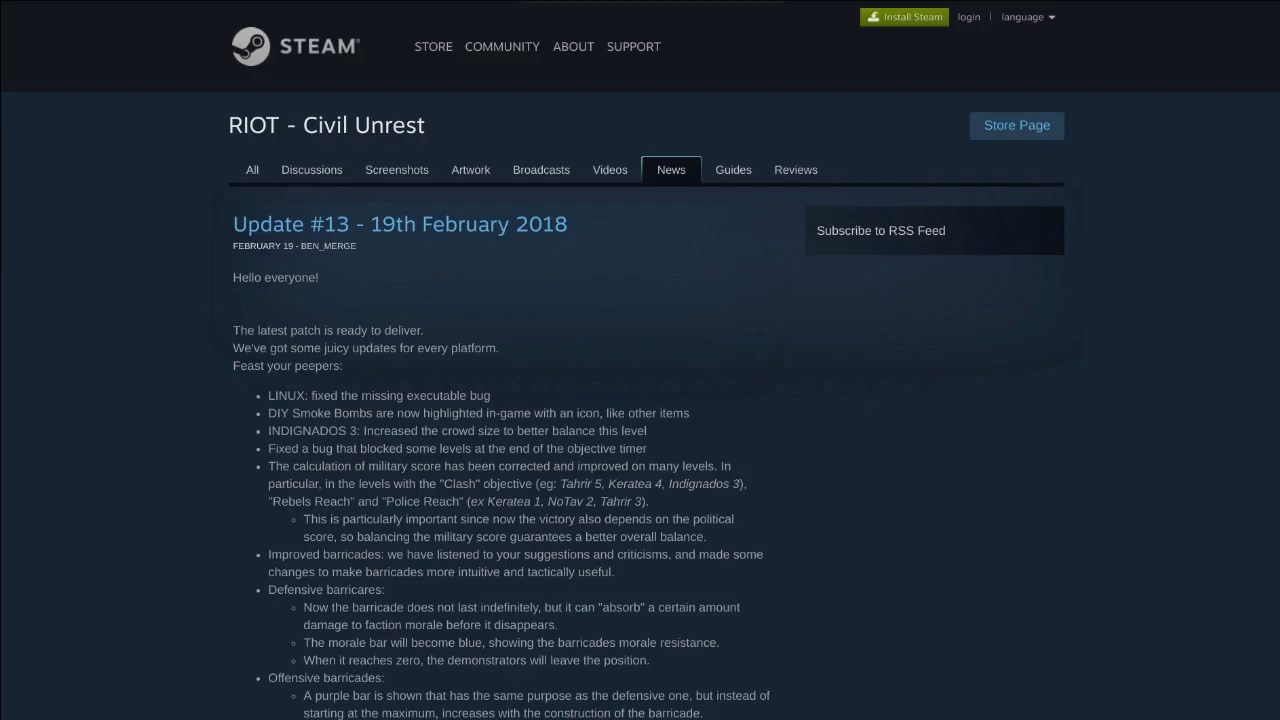 Install Steam
login | language
STEAM®
STORE COMMUNITY ABOUT SUPPORT
RIOT - Civil Unrest
Store Page
All Discussions Screenshots Artwork Broadcasts Videos News Guides Reviews
Update #13 - 19th February 2018
FEBRUARY 19 - BEN_MERGE
Subscribe to RSS Feed
Hello everyone!
The latest patch is ready to deliver.
We've got some juicy updates for every platform.
Feast your peepers:
• LINUX: fixed the missing executable bug
• DIY Smoke Bombs are now highlighted in-game with an icon, like other items
• INDIGNADOS 3: Increased the crowd size to better balance this level
• Fixed a bug that blocked some levels at the end of the objective timer
• The calculation of military score has been corrected and improved on many levels. In
particular, in the levels with the "Clash" objective (eg: Tahrir 5, Keratea 4, Indignados 3),
"Rebels Reach" and "Police Reach" (ex Keratea 1, NoTav 2, Tahrir 3).
◦ This is particularly important since now the victory also depends on the political
score, so balancing the military score guarantees a better overall balance.
• Improved barricades: we have listened to your suggestions and criticisms, and made some
changes to make barricades more intuitive and tactically useful.
• Defensive barricares:
◦ Now the barricade does not last indefinitely, but it can "absorb" a certain amount
damage to faction morale before it disappears.
◦ The morale bar will become blue, showing the barricades morale resistance.
◦ When it reaches zero, the demonstrators will leave the position.
• Offensive barricades:
◦ A purple bar is shown that has the same purpose as the defensive one, but instead of
starting at the maximum, increases with the construction of the barricade.